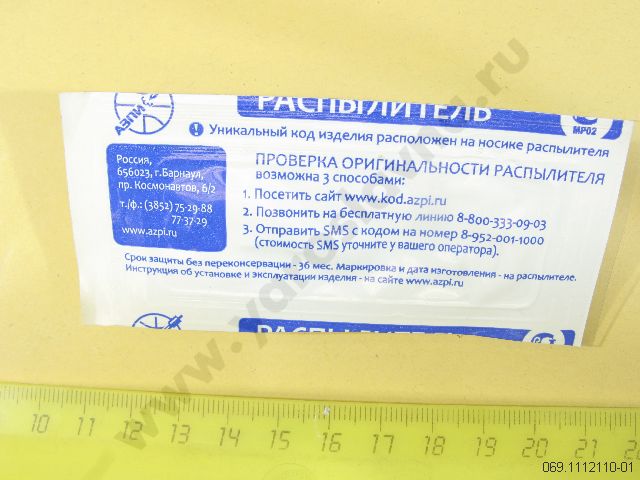 АЗПИ
РАСПЫЛИТЕЛЬ
МР02
Уникальный код изделия расположен на носике распылителя
Россия,
656023, г.Барнаул,
пр. Космонавтов, 6/2
т./ф.: (3852) 75-29-88
77-37-29
www.azpi.ru
ПРОВЕРКА ОРИГИНАЛЬНОСТИ РАСПЫЛИТЕЛЯ
ВОЗМОЖНА 3 СПОСОБАМИ:
1. Посетить сайт www.kod.azpi.ru
2. Позвонить на бесплатную линию 8-800-333-09-03
3. Отправить SMS с кодом на номер 8-952-001-1000
(стоимость SMS уточните у вашего оператора).
Срок защиты без переконсервации - 36 мес. Маркировка и дата изготовления - на распылителе.
Инструкция об установке и эксплуатации изделия - на сайте www.azpi.ru
РАСПЫЛИТЕЛЬ
10 11 12 13 14 15 16 17 18 19 20 21
069.1112110-01